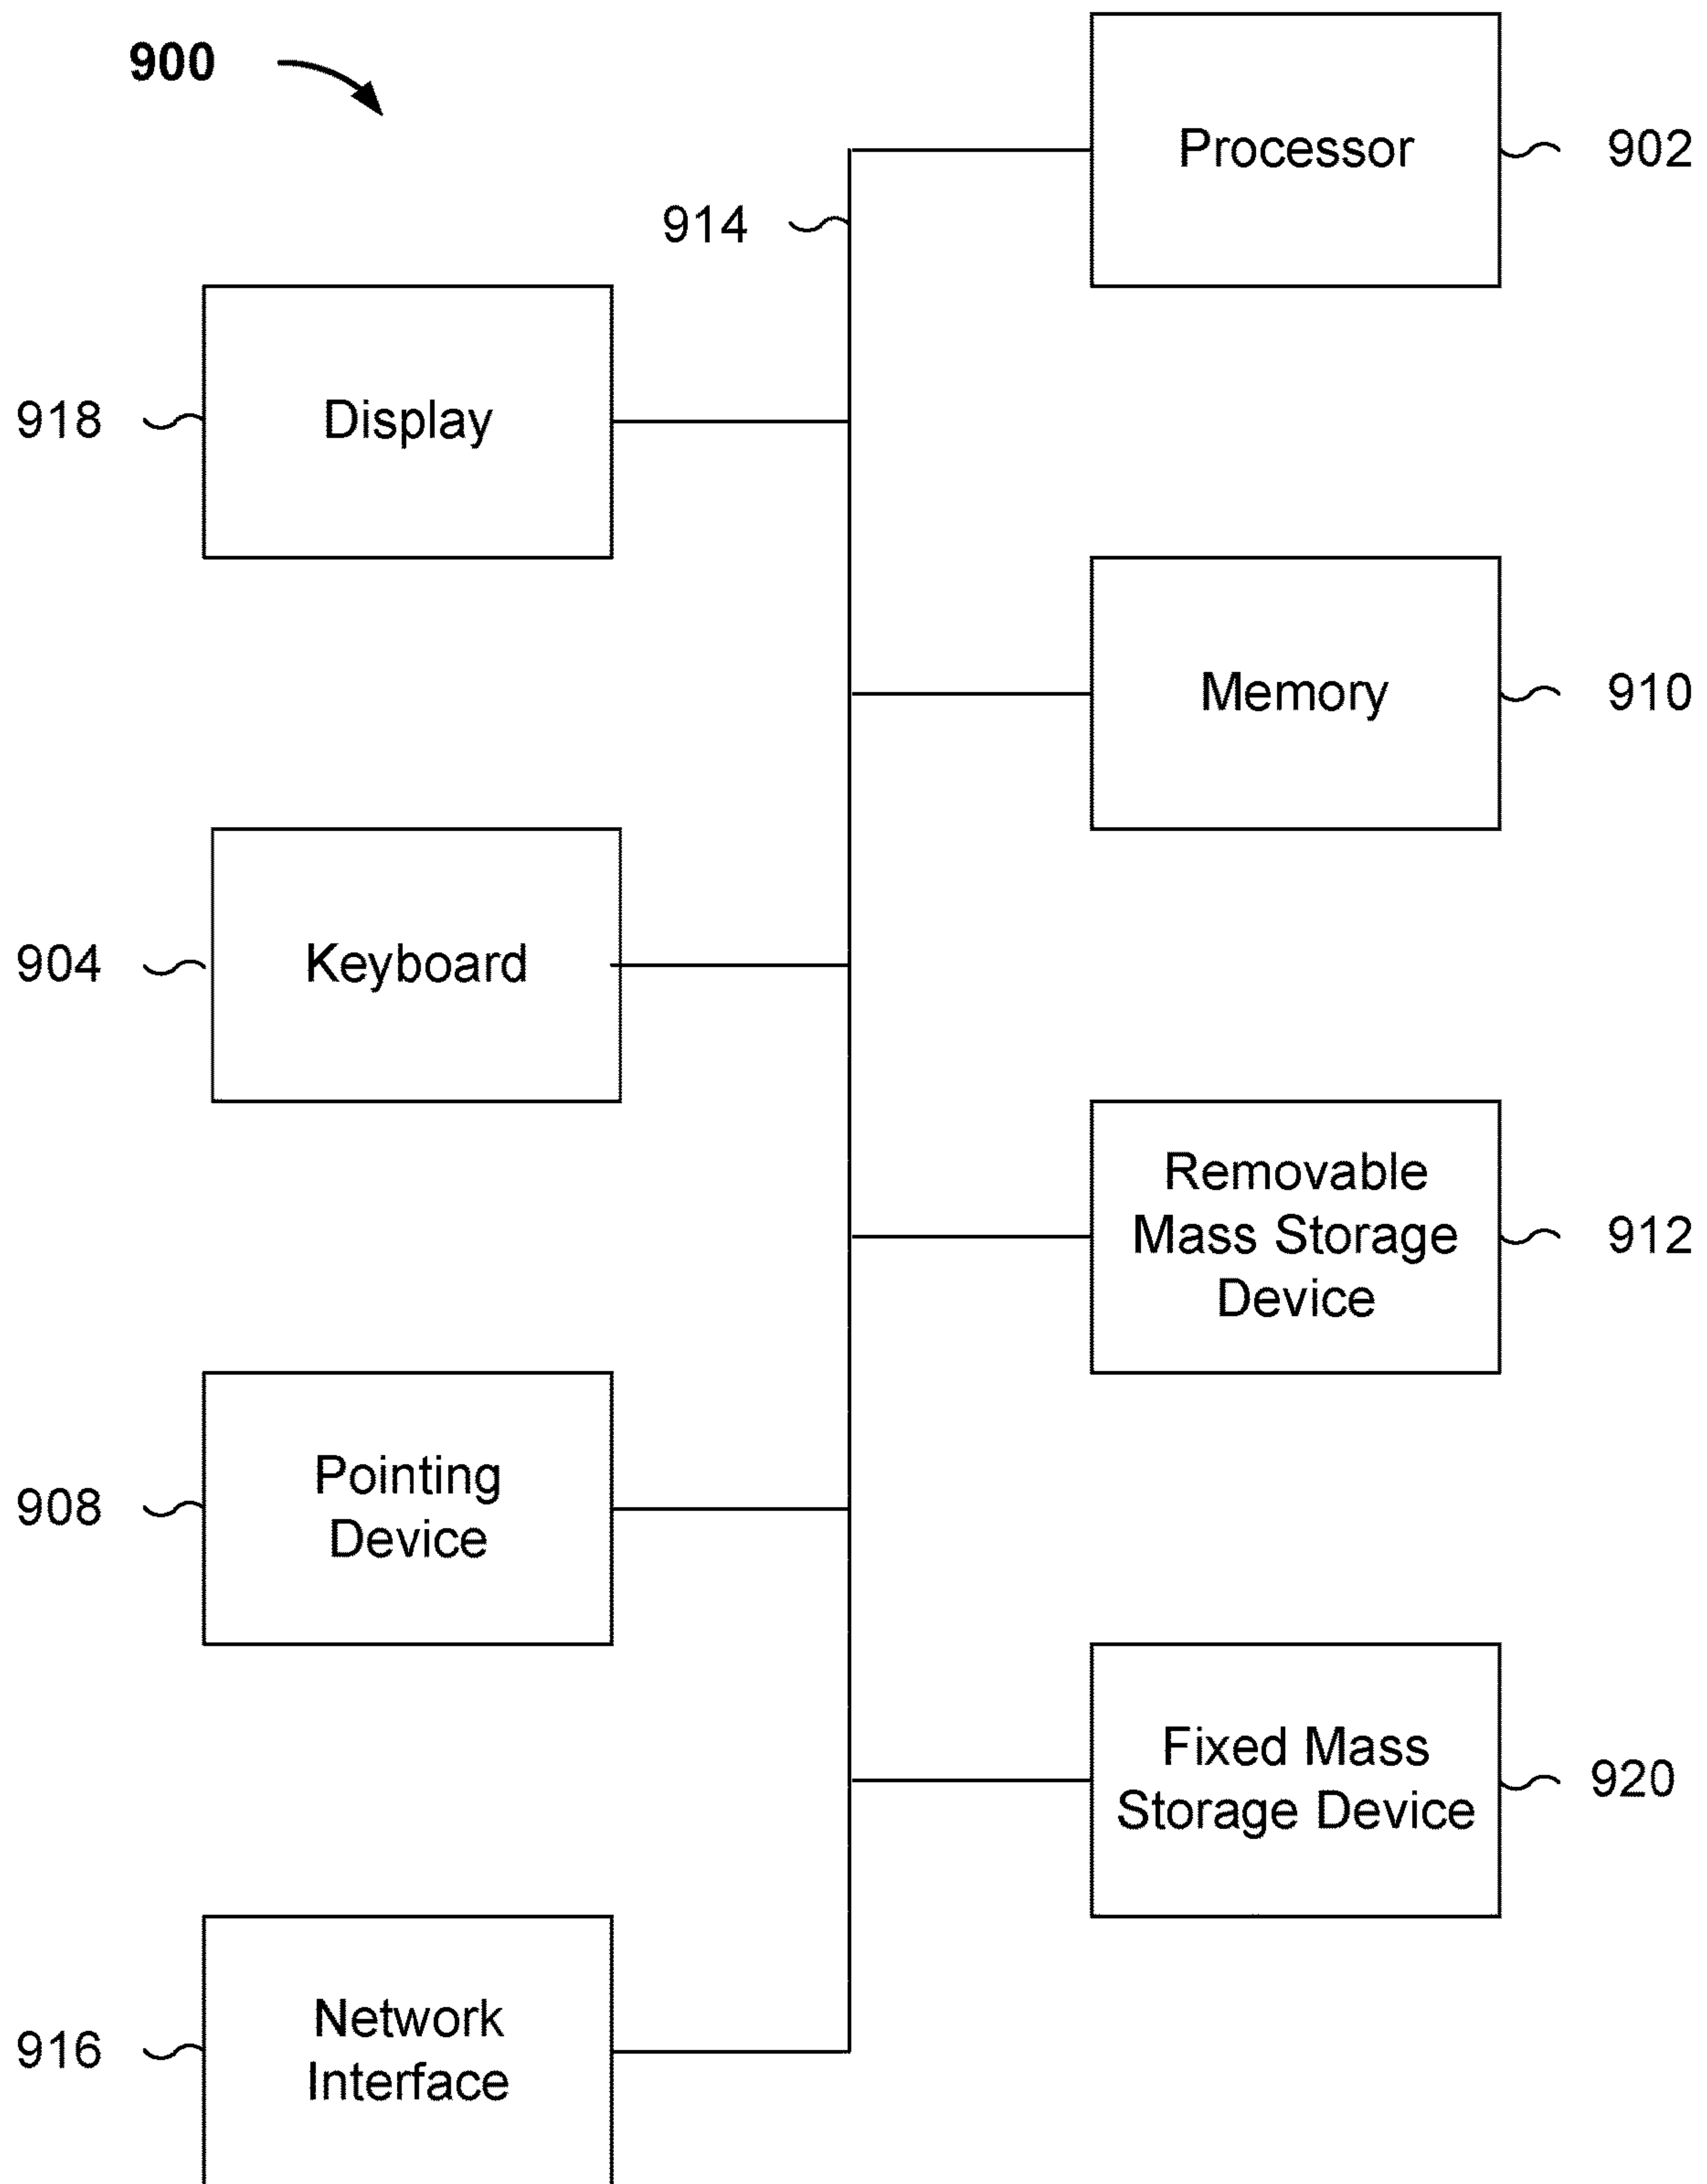 900
Processor
902
914
918
Display
Memory
910
904
Keyboard
Removable
Mass Storage
Device
912
908
Pointing
Device
Fixed Mass
Storage Device
920
916
Network
Interface